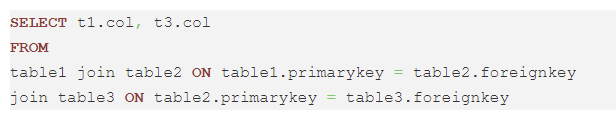 SELECT t1.col, t3.col
FROM
table1 join table2 ON table1.primarykey = table2.foreignkey
join table3 ON table2.primarykey = table3.foreignkey